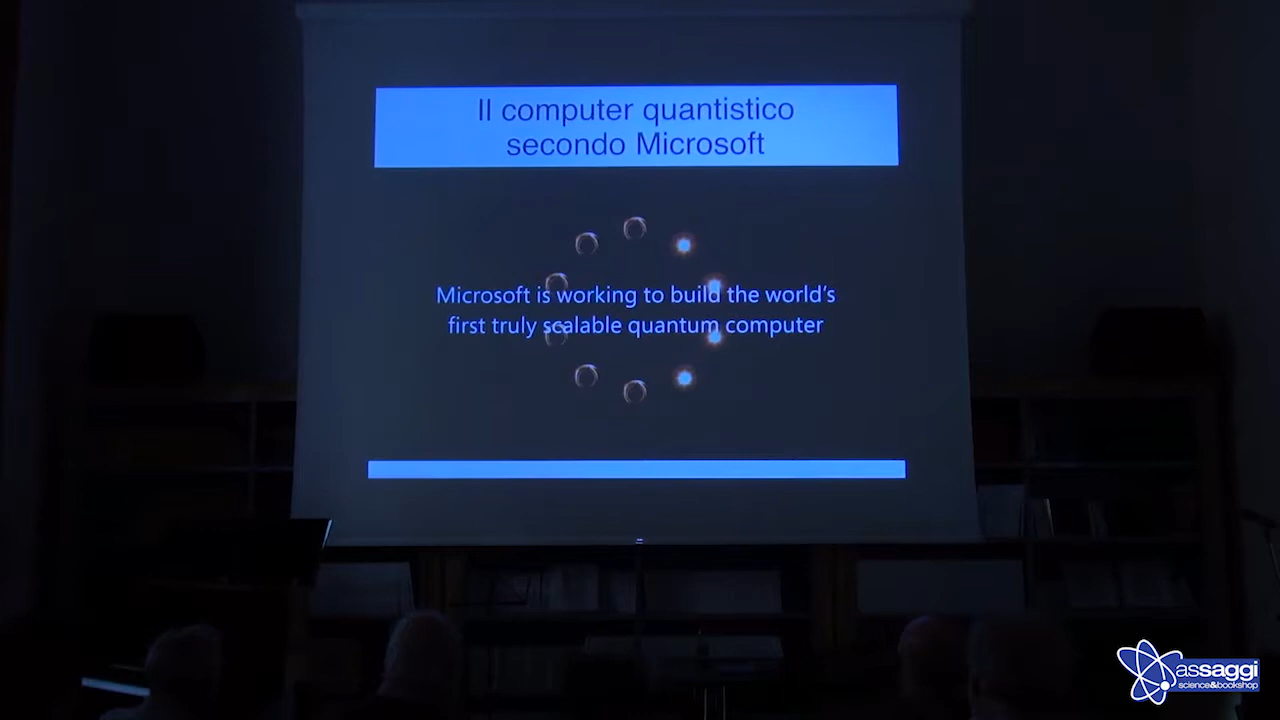 Il computer quantistico
secondo Microsoft
Microsoft is working to build the world's
first truly scalable quantum computer
assaggi
science&bookshop